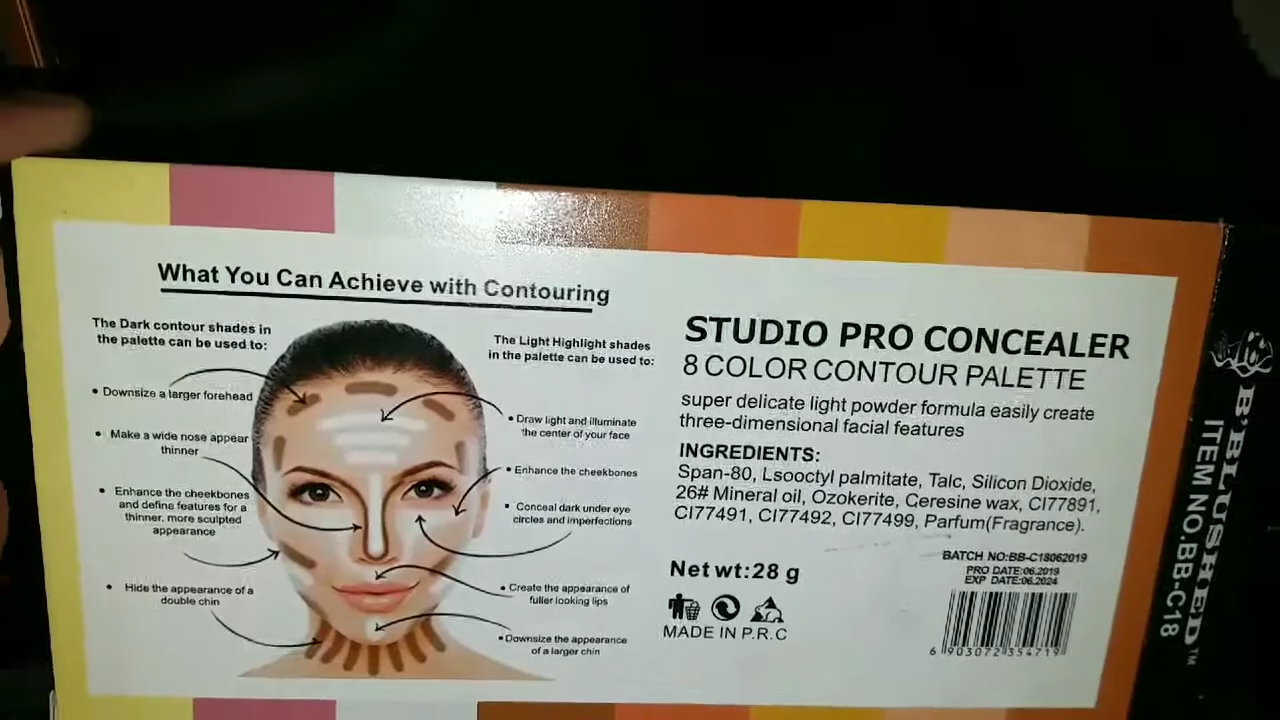 What You Can Achieve with Contouring
The Dark contour shades in
the palette can be used to:
• Downsize a larger forehead
• Make a wide nose appear
thinner
• Enhance the cheekbones
and define features for a
thinner. more sculpted
appearance
• Hide the appearance of a
double chin
The Light Highlight shades
in the palette can be used to:
• Draw light and illuminate
the center of your face
• Enhance the cheekbones
• Conceal dark under eye
circles and imperfections
• Create the appearance of
fuller looking lips
• Downsize the appearance
of a larger chin
STUDIO PRO CONCEALER
8 COLOR CONTOUR PALETTE
super delicate light powder formula easily create
three-dimensional facial features
INGREDIENTS:
Span-80, Lsooctyl palmitate, Talc, Silicon Dioxide,
26# Mineral oil, Ozokerite, Ceresine wax, CI77891,
CI77491, CI77492, CI77499, Parfum(Fragrance).
Net wt:28 g
MADE IN P.R.C
BATCH NO:BB-C18062019
PRO DATE:06.2019
EXP DATE:06.2024
6 903072 354719
B'BLUSHED™
ITEM NO.BB-C18